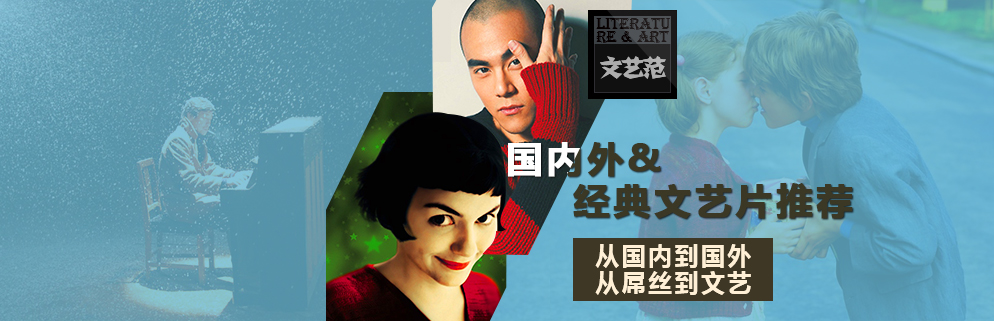 LITERATU
RE & ART
文艺范
国内外&
经典文艺片推荐
从国内到国外
从屌丝到文艺